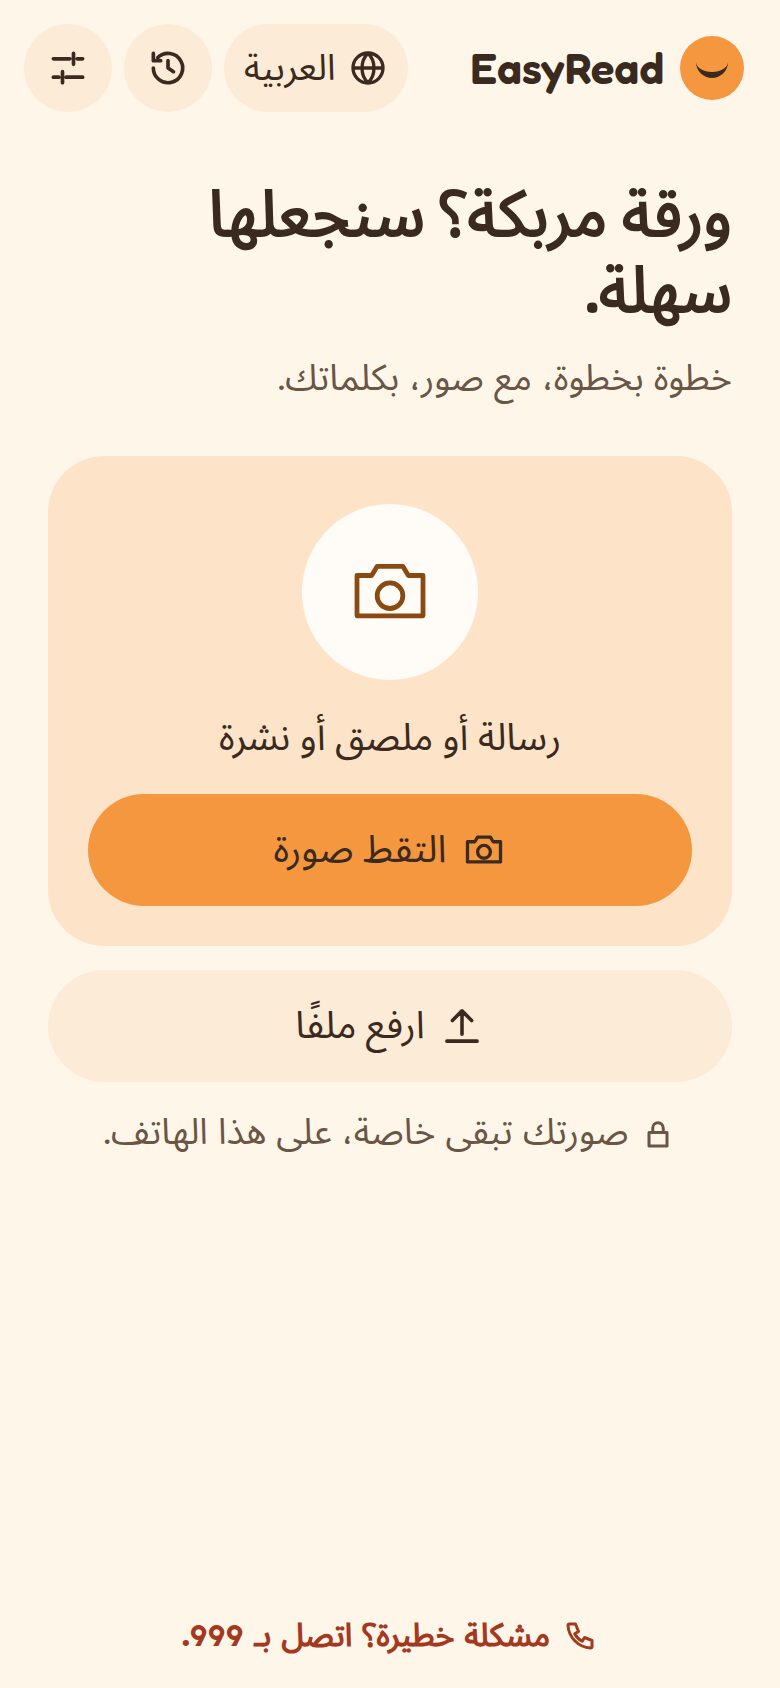 EasyRead
العربية
ورقة مربكة؟ سنجعلها
سهلة.
خطوة بخطوة، مع صور، بكلماتك.
رسالة أو ملصق أو نشرة
التقط صورة
ارفع ملفًا
صورتك تبقى خاصة، على هذا الهاتف.
مشكلة خطيرة؟ اتصل بـ 999.